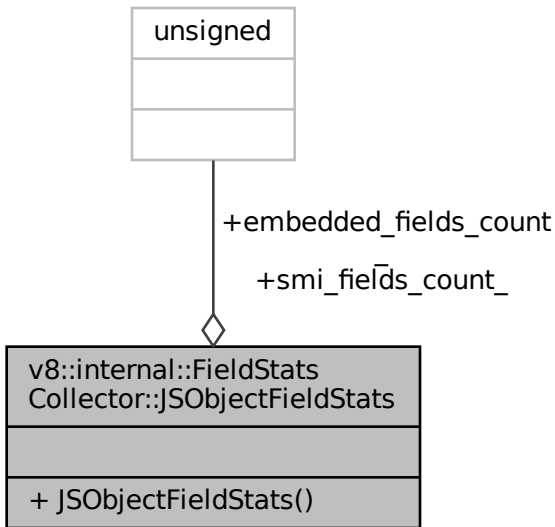 unsigned
+embedded_fields_count
_
+smi_fields_count_
v8::internal::FieldStats
Collector::JSObjectFieldStats
+ JSObjectFieldStats()